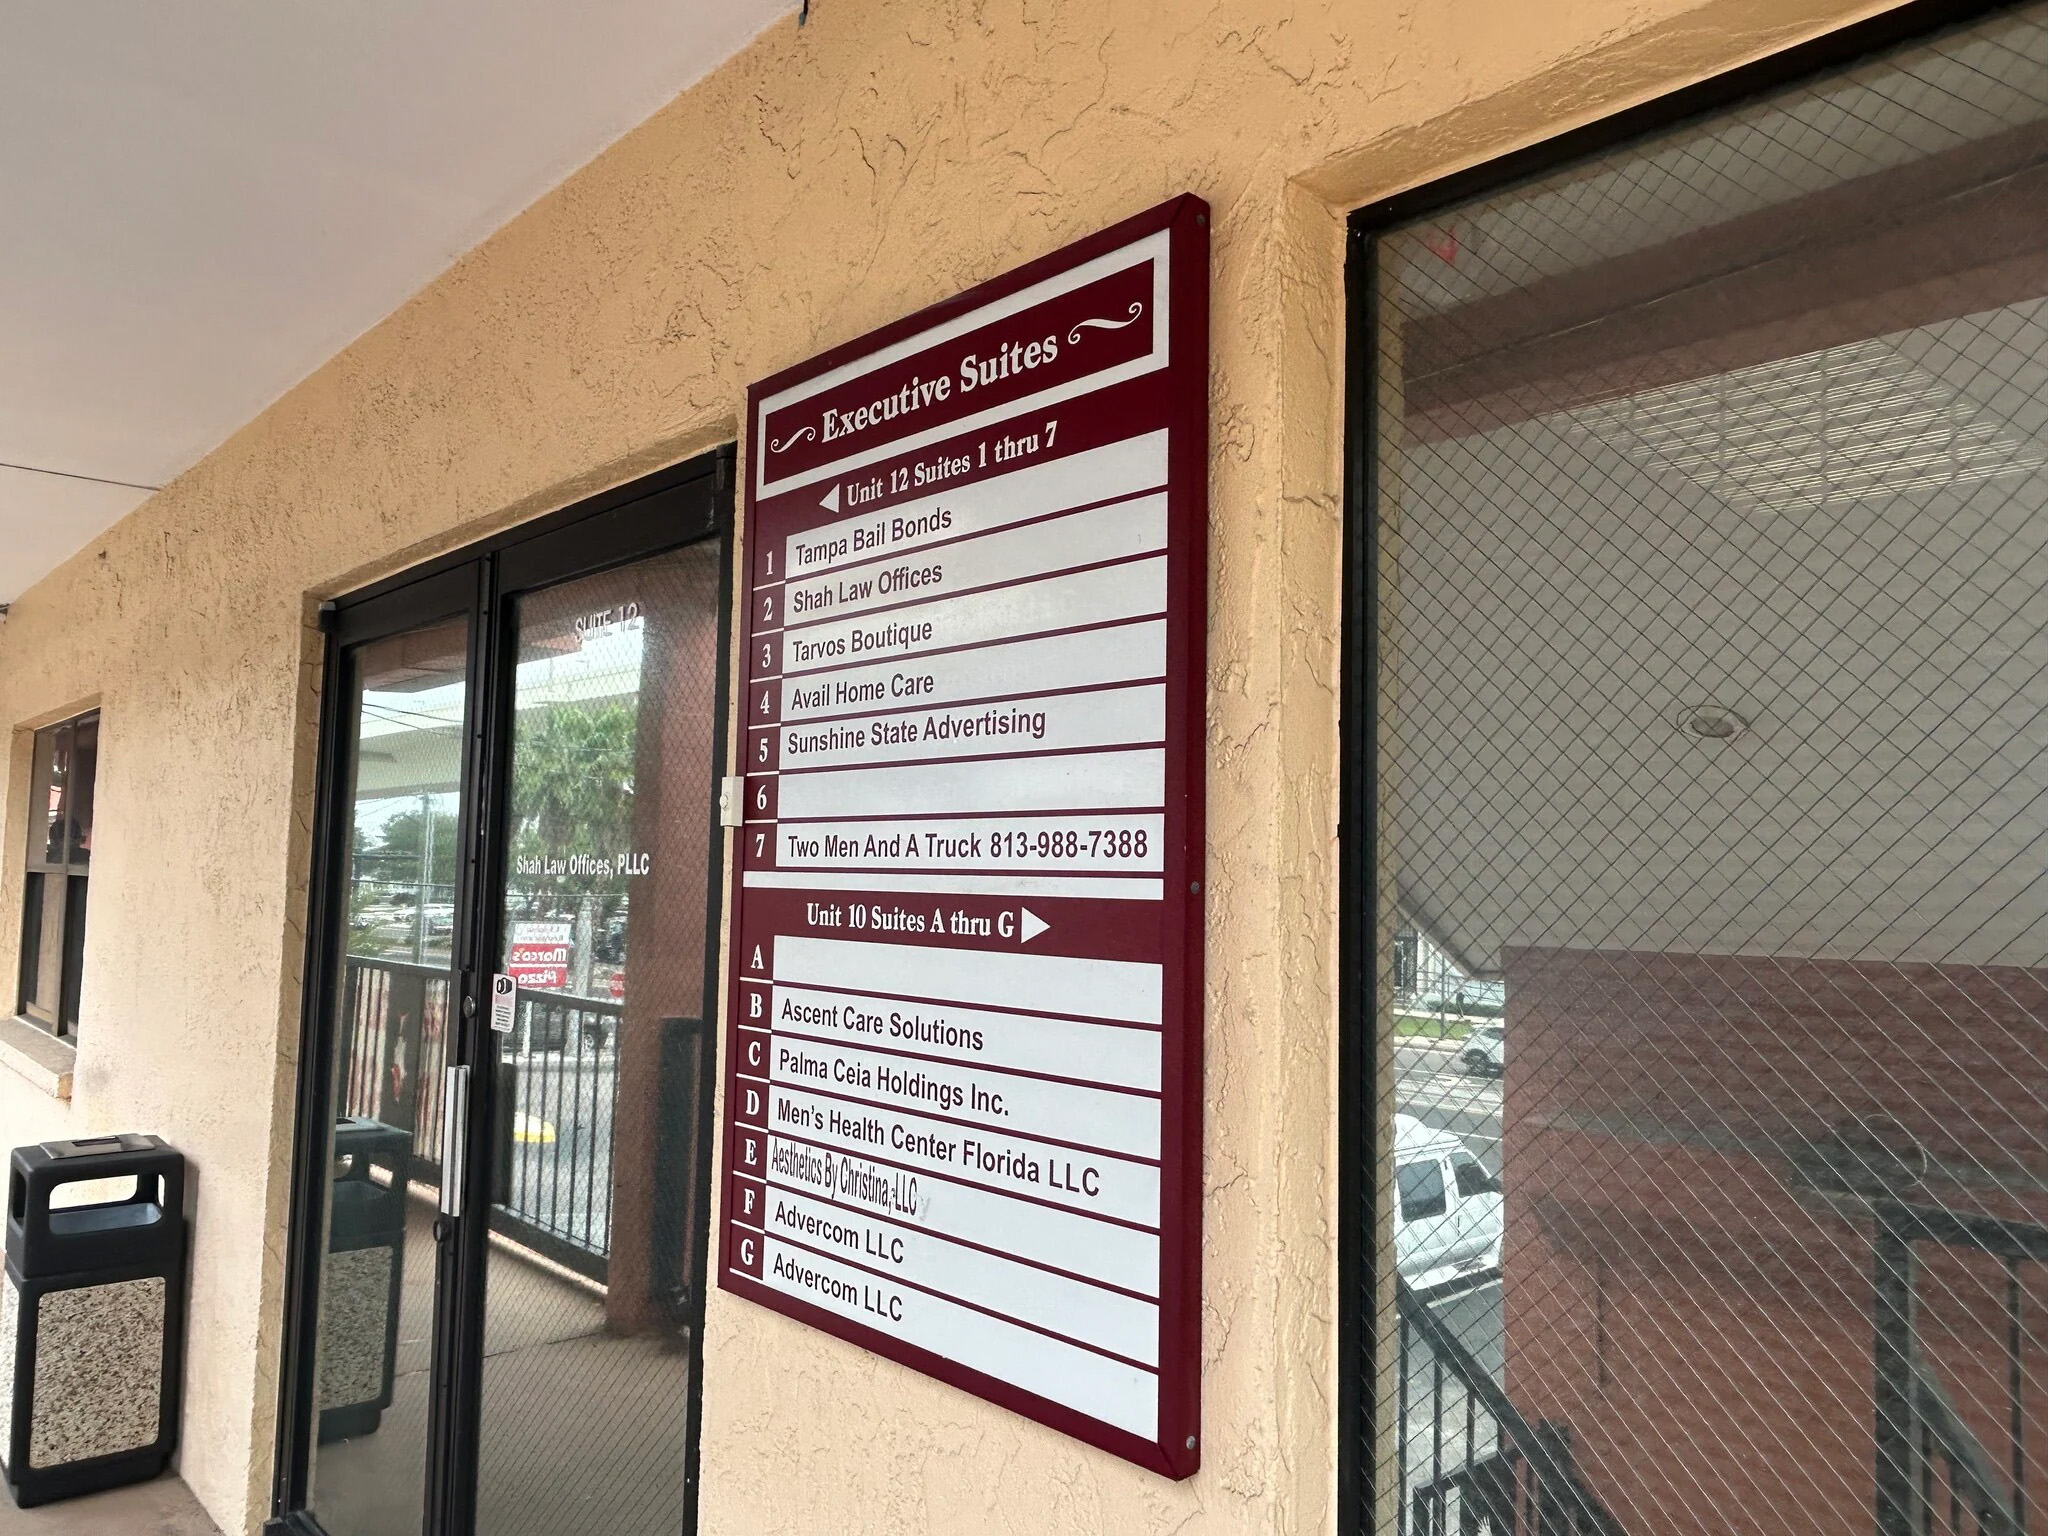 Executive Suites
Unit 12 Suites 1 thru 7
1 Tampa Bail Bonds
2 Shah Law Offices
3 Tarvos Boutique
4 Avail Home Care
5 Sunshine State Advertising
6
7 Two Men And A Truck 813-988-7388
Unit 10 Suites A thru G
A
B Ascent Care Solutions
C Palma Ceia Holdings Inc.
D Men's Health Center Florida LLC
E Aesthetics By Christina, LLC
F Advercom LLC
G Advercom LLC
SUITE 12
Shah Law Offices, PLLC
Marco's
Pizza